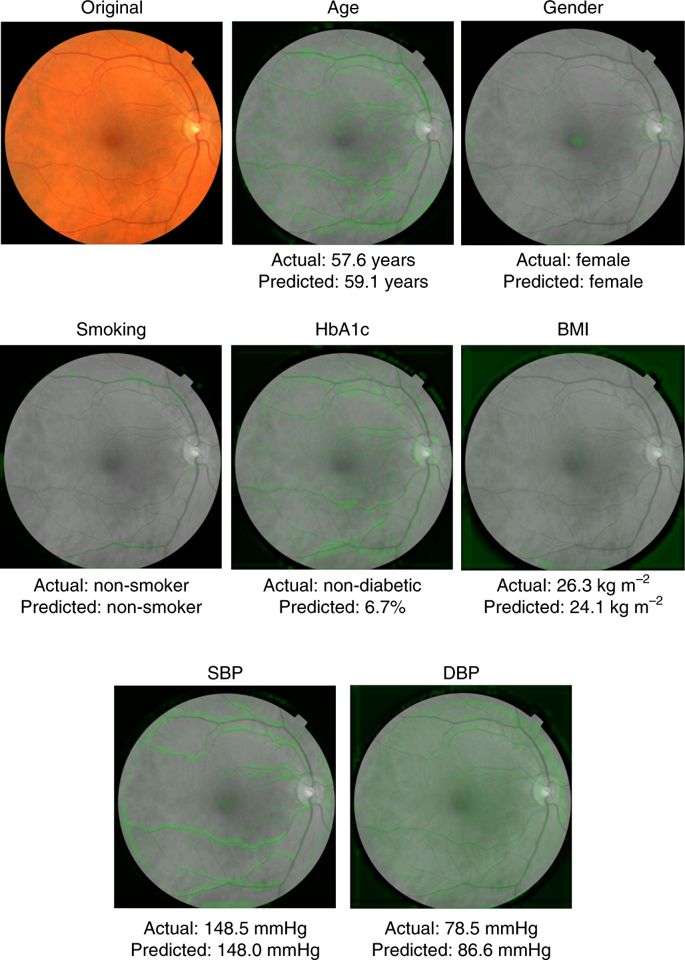 Original
Age
Gender
Actual: 57.6 years
Predicted: 59.1 years
Actual: female
Predicted: female
Smoking
HbA1c
BMI
Actual: non-smoker
Predicted: non-smoker
Actual: non-diabetic
Predicted: 6.7%
Actual: 26.3 kg m⁻²
Predicted: 24.1 kg m⁻²
SBP
DBP
Actual: 148.5 mmHg
Predicted: 148.0 mmHg
Actual: 78.5 mmHg
Predicted: 86.6 mmHg